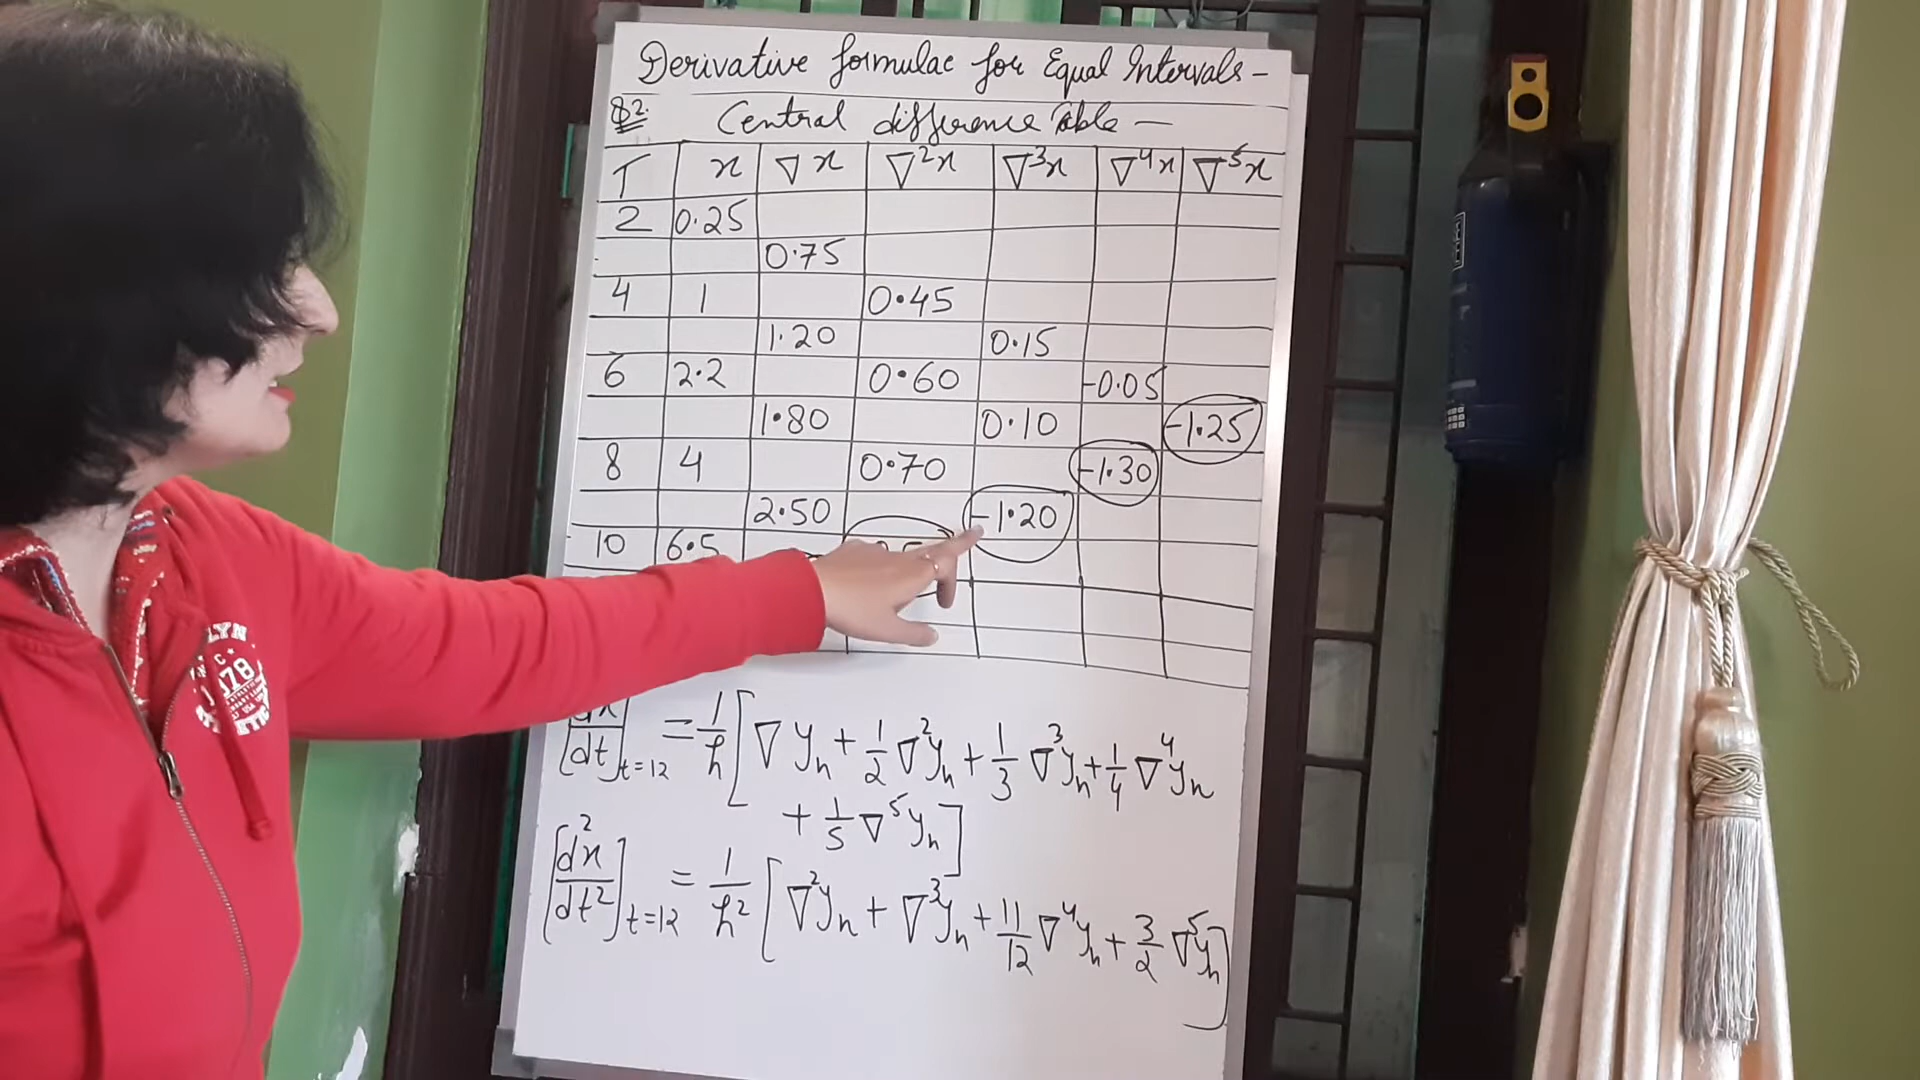 Derivative formulae for Equal Intervals -
Q2. Central difference Table -
T x ∇x ∇²x ∇³x ∇⁴x ∇⁵x
2 0.25
0.75
4 1 0.45
1.20 0.15
6 2.2 0.60 -0.05
1.80 0.10 -1.25
8 4 0.70 -1.30
2.50 -1.20
10 6.5
[dx/dt]t=12 = 1/h [∇yn + 1/2 ∇²yn + 1/3 ∇³yn + 1/4 ∇⁴yn
+ 1/5 ∇⁵yn]
[d²x/dt²]t=12 = 1/h² [∇²yn + ∇³yn + 11/12 ∇⁴yn + 3/2 ∇⁵yn]